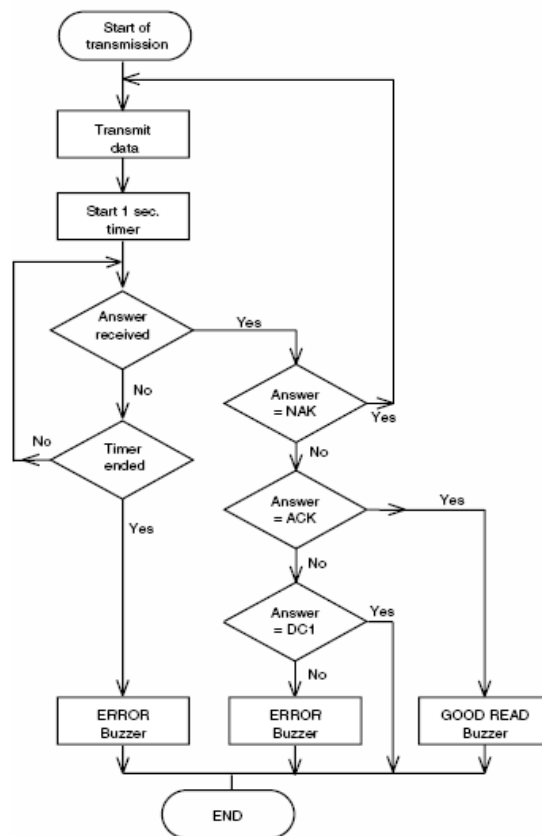 Start of
transmission
Transmit
data
Start 1 sec.
timer
Answer
received
Yes
No
Answer
= NAK
Yes
No
Timer
ended
No
Yes
Answer
= ACK
Yes
No
Answer
= DC1
Yes
No
ERROR
Buzzer
ERROR
Buzzer
GOOD READ
Buzzer
END